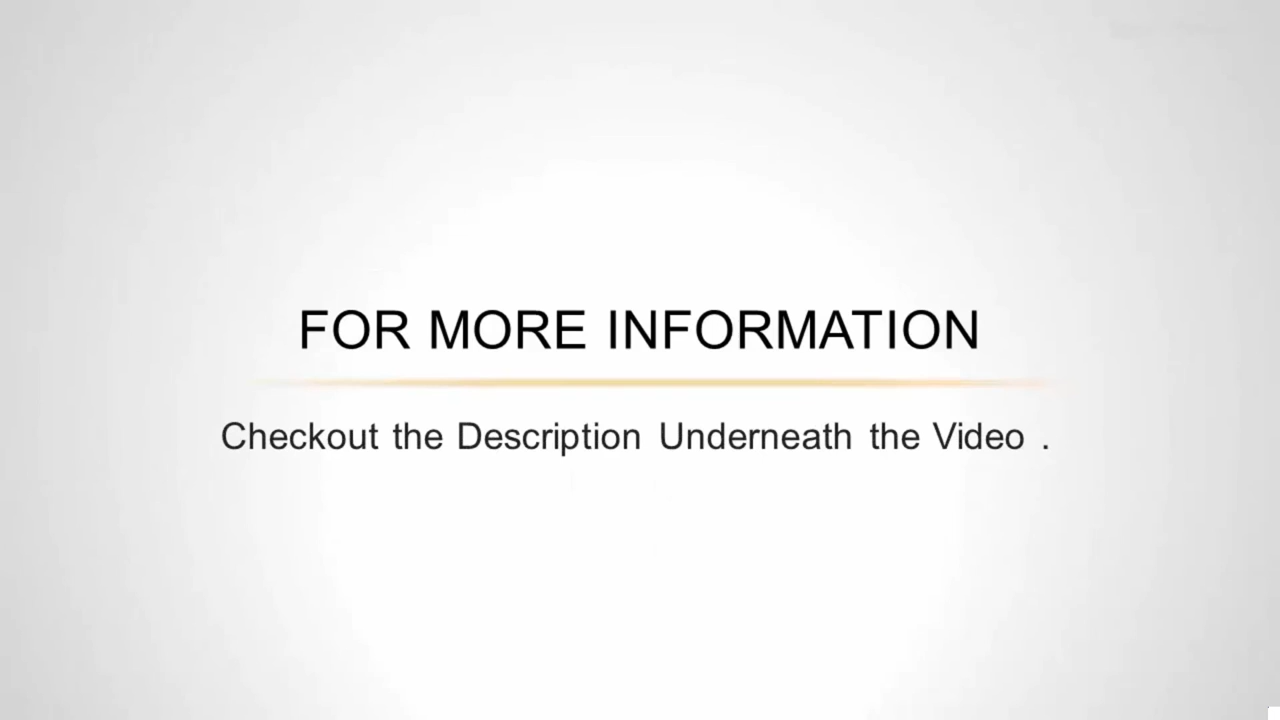 FOR MORE INFORMATION
Checkout the Description Underneath the Video .